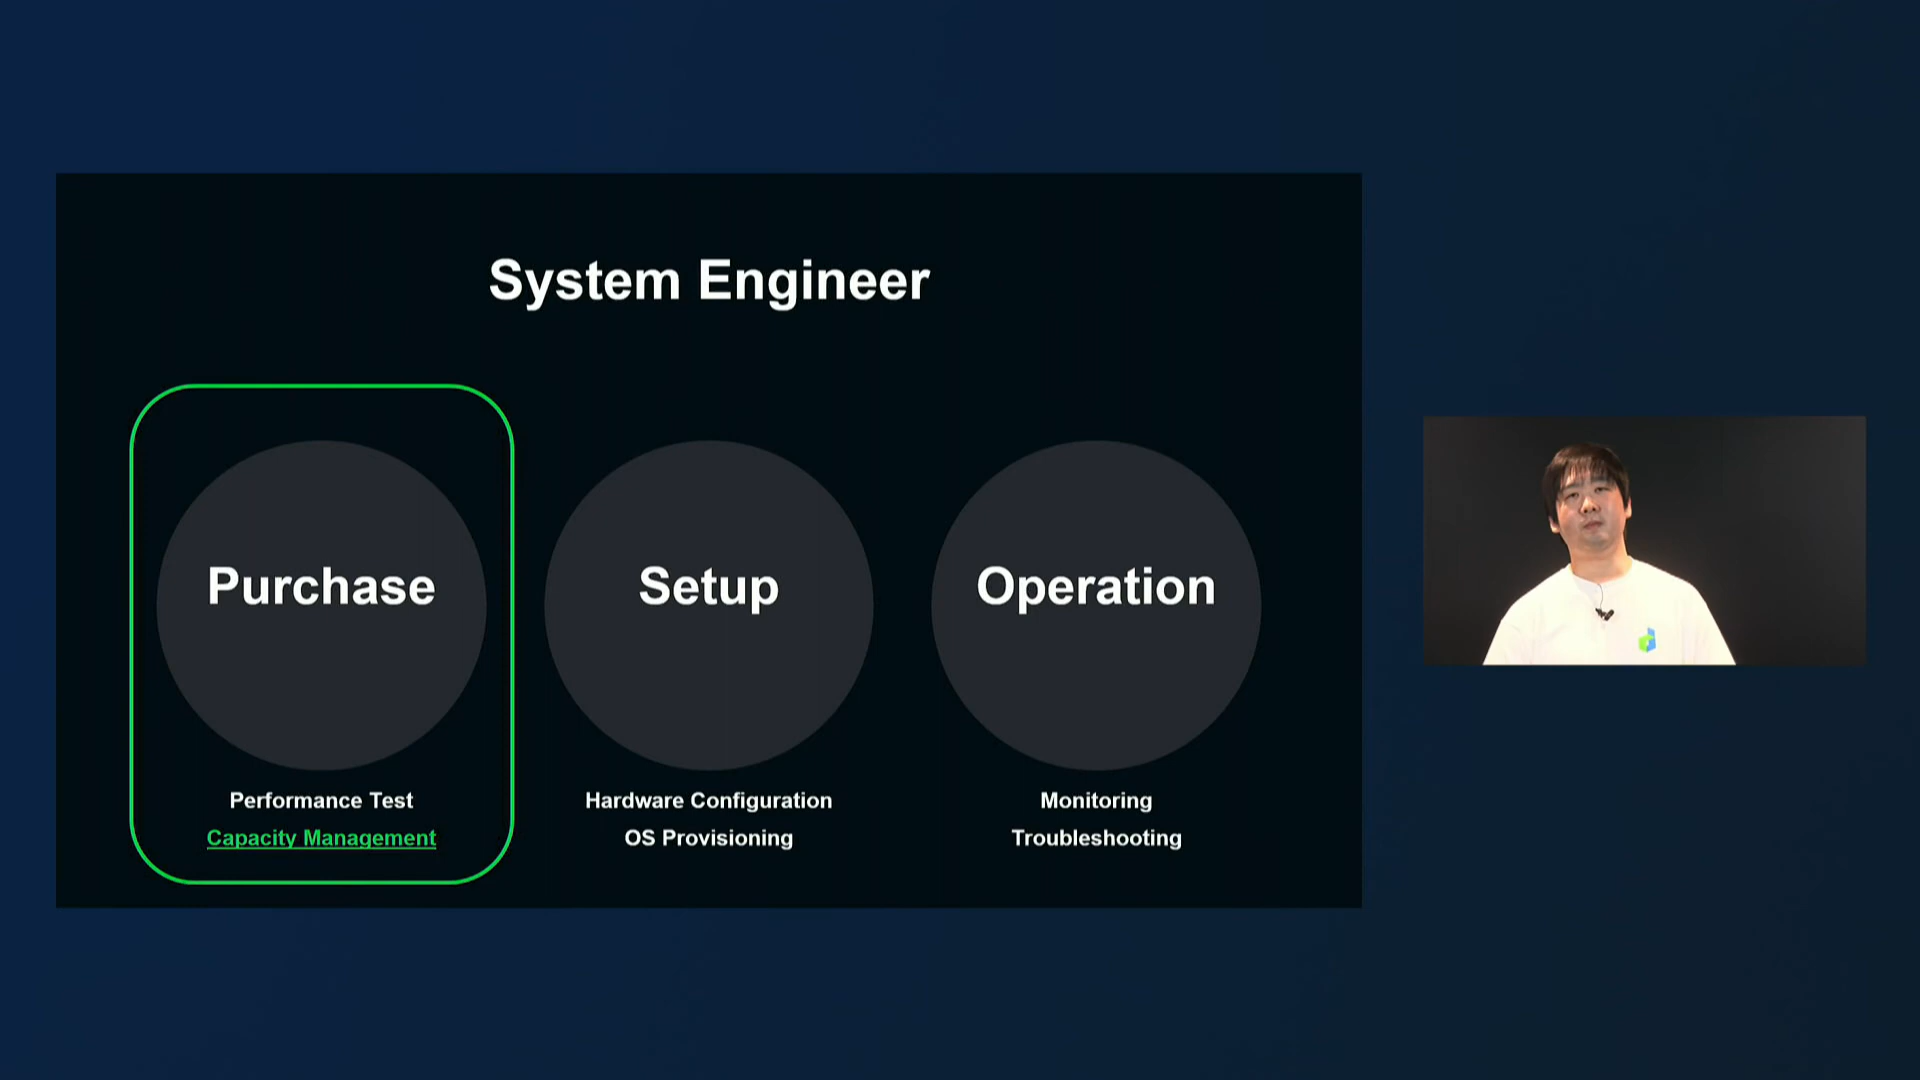 System Engineer
Purchase
Performance Test
Capacity Management
Setup
Hardware Configuration
OS Provisioning
Operation
Monitoring
Troubleshooting